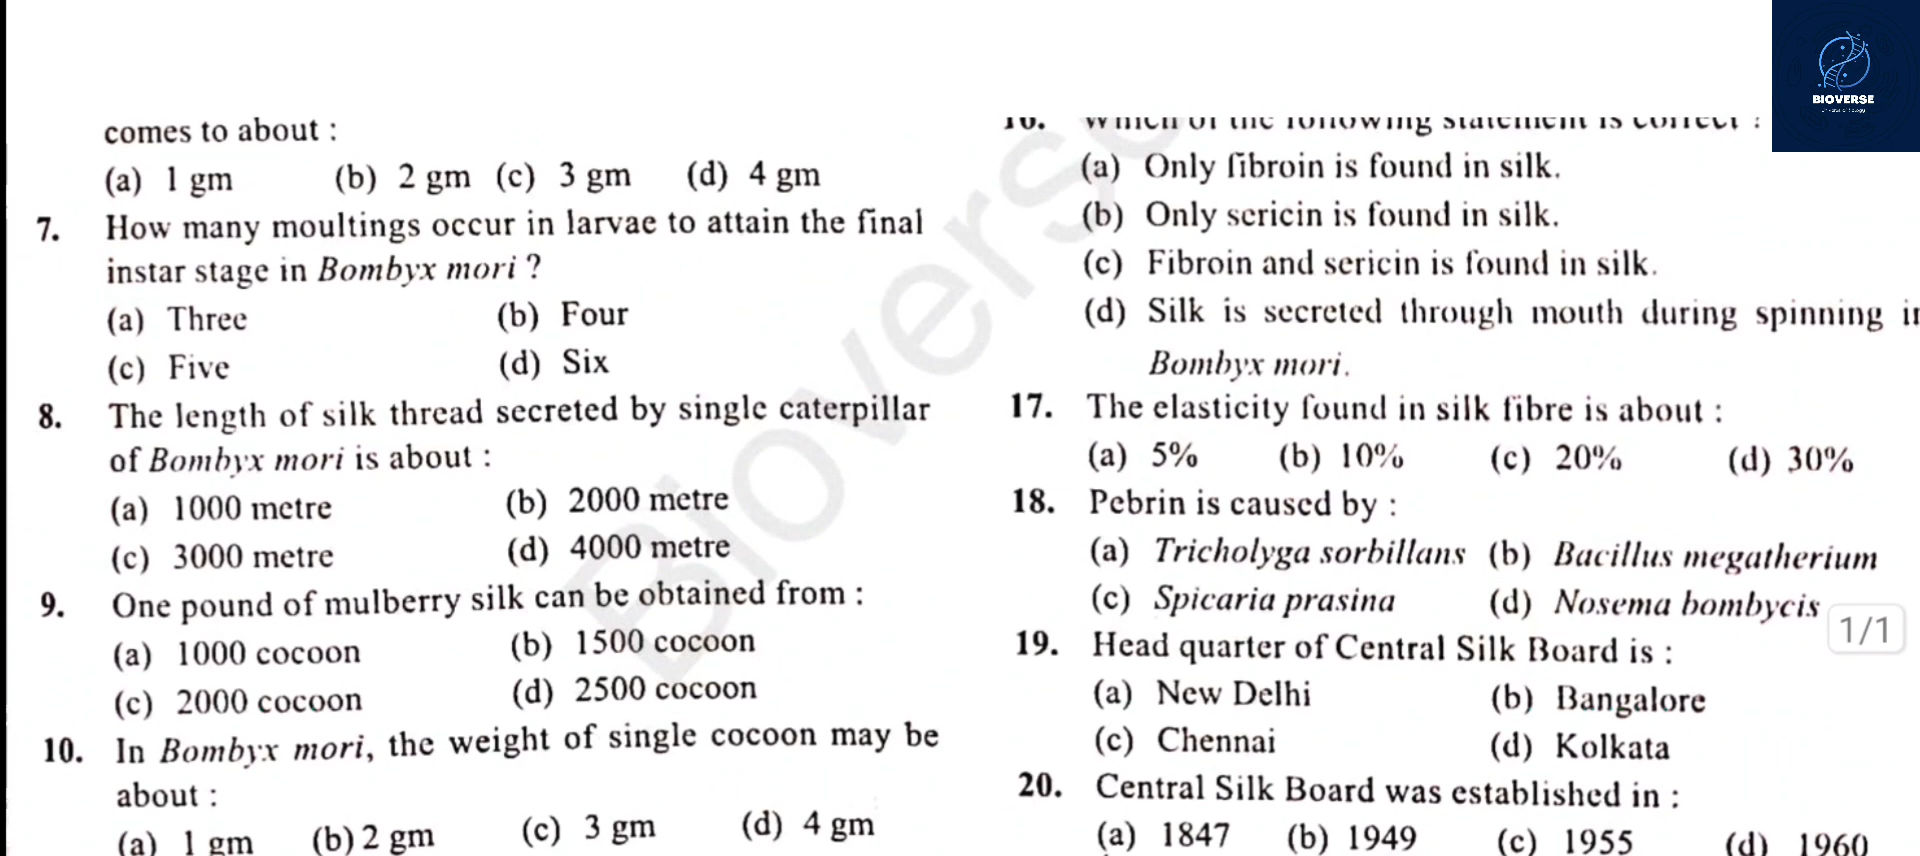 comes to about :
(a) 1 gm (b) 2 gm (c) 3 gm (d) 4 gm
7. How many moultings occur in larvae to attain the final
instar stage in Bombyx mori ?
(a) Three (b) Four
(c) Five (d) Six
8. The length of silk thread secreted by single caterpillar
of Bombyx mori is about :
(a) 1000 metre (b) 2000 metre
(c) 3000 metre (d) 4000 metre
9. One pound of mulberry silk can be obtained from :
(a) 1000 cocoon (b) 1500 cocoon
(c) 2000 cocoon (d) 2500 cocoon
10. In Bombyx mori, the weight of single cocoon may be
about :
(a) 1 gm (b) 2 gm (c) 3 gm (d) 4 gm
16. Which of the following statement is correct :
(a) Only fibroin is found in silk.
(b) Only sericin is found in silk.
(c) Fibroin and sericin is found in silk.
(d) Silk is secreted through mouth during spinning in
Bombyx mori.
17. The elasticity found in silk fibre is about :
(a) 5% (b) 10% (c) 20% (d) 30%
18. Pebrin is caused by :
(a) Tricholyga sorbillans (b) Bacillus megatherium
(c) Spicaria prasina (d) Nosema bombycis
19. Head quarter of Central Silk Board is :
(a) New Delhi (b) Bangalore
(c) Chennai (d) Kolkata
20. Central Silk Board was established in :
(a) 1847 (b) 1949 (c) 1955 (d) 1960
1/1
BIOVERSE
Bioverse